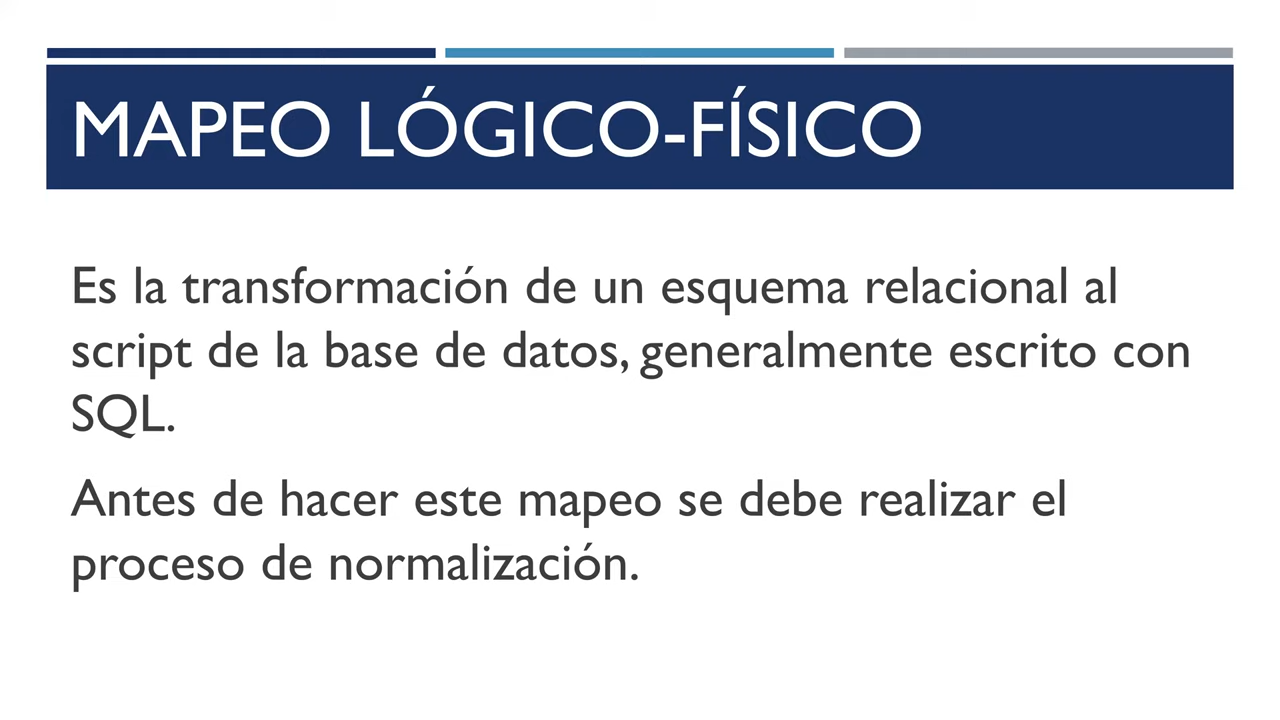 MAPEO LÓGICO-FÍSICO
Es la transformación de un esquema relacional al
script de la base de datos, generalmente escrito con
SQL.
Antes de hacer este mapeo se debe realizar el
proceso de normalización.